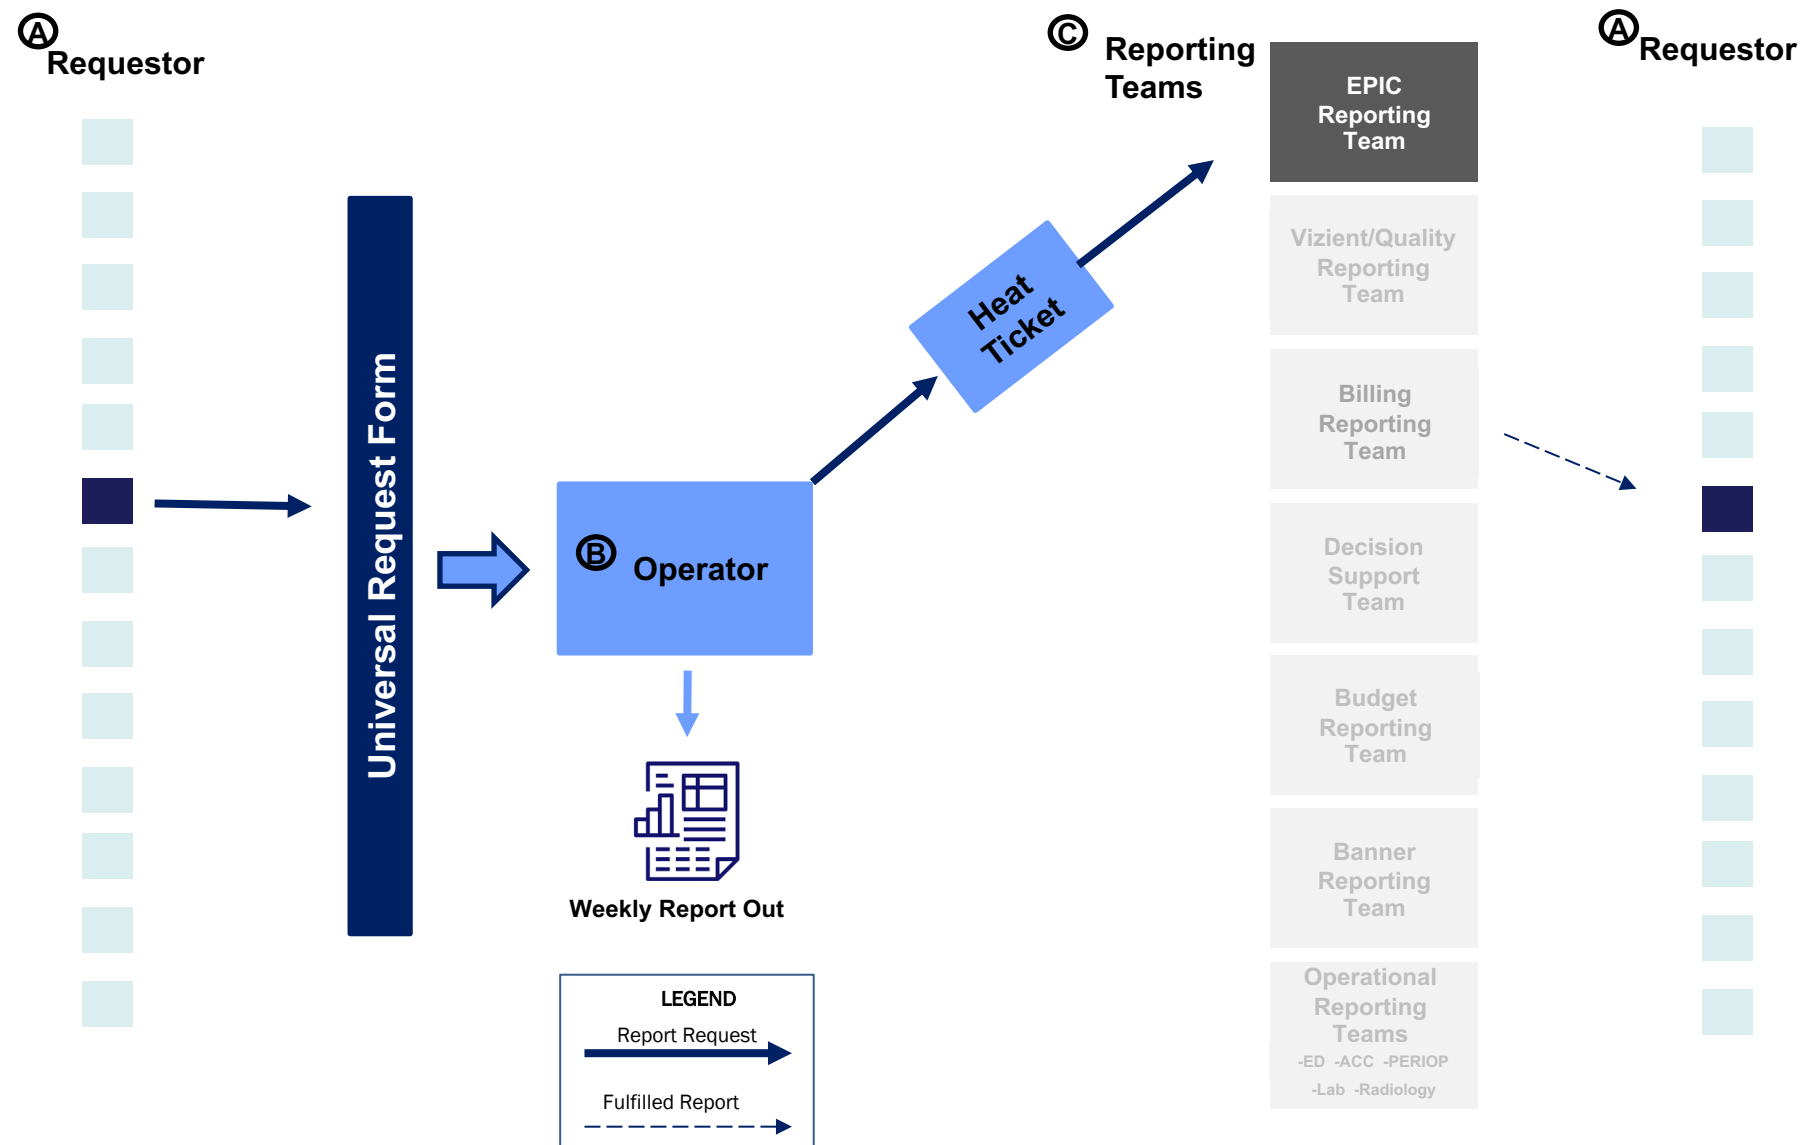 A
Requestor
Universal Request Form
B
Operator
Weekly Report Out
LEGEND
Report Request
Fulfilled Report
Heat
Ticket
C
Reporting
Teams
EPIC
Reporting
Team
Vizient/Quality
Reporting
Team
Billing
Reporting
Team
Decision
Support
Team
Budget
Reporting
Team
Banner
Reporting
Team
Operational
Reporting
Teams
-ED -ACC -PERIOP
-Lab -Radiology
A
Requestor